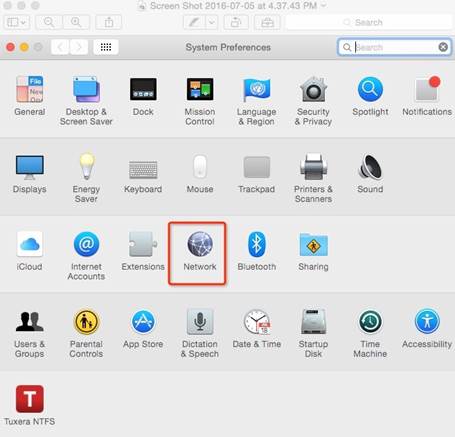 Screen Shot 2016-07-05 at 4.37.43 PM
Search
System Preferences
Search
File
New
General
Desktop &
Screen Saver
Dock
Mission
Control
Language
& Region
Security
& Privacy
Spotlight
Notifications
Displays
Energy
Saver
Keyboard
Mouse
Trackpad
Printers &
Scanners
Sound
iCloud
@
Internet
Accounts
Extensions
Network
Bluetooth
Sharing
Users &
Groups
Parental
Controls
App Store
Dictation
& Speech
18
Date & Time
Startup
Disk
Time
Machine
Accessibility
T
Tuxera NTFS